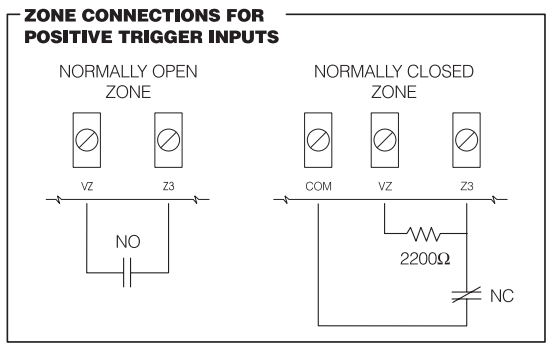 ZONE CONNECTIONS FOR
POSITIVE TRIGGER INPUTS
NORMALLY OPEN
ZONE
VZ Z3
NO
NORMALLY CLOSED
ZONE
COM VZ Z3
2200Ω
NC